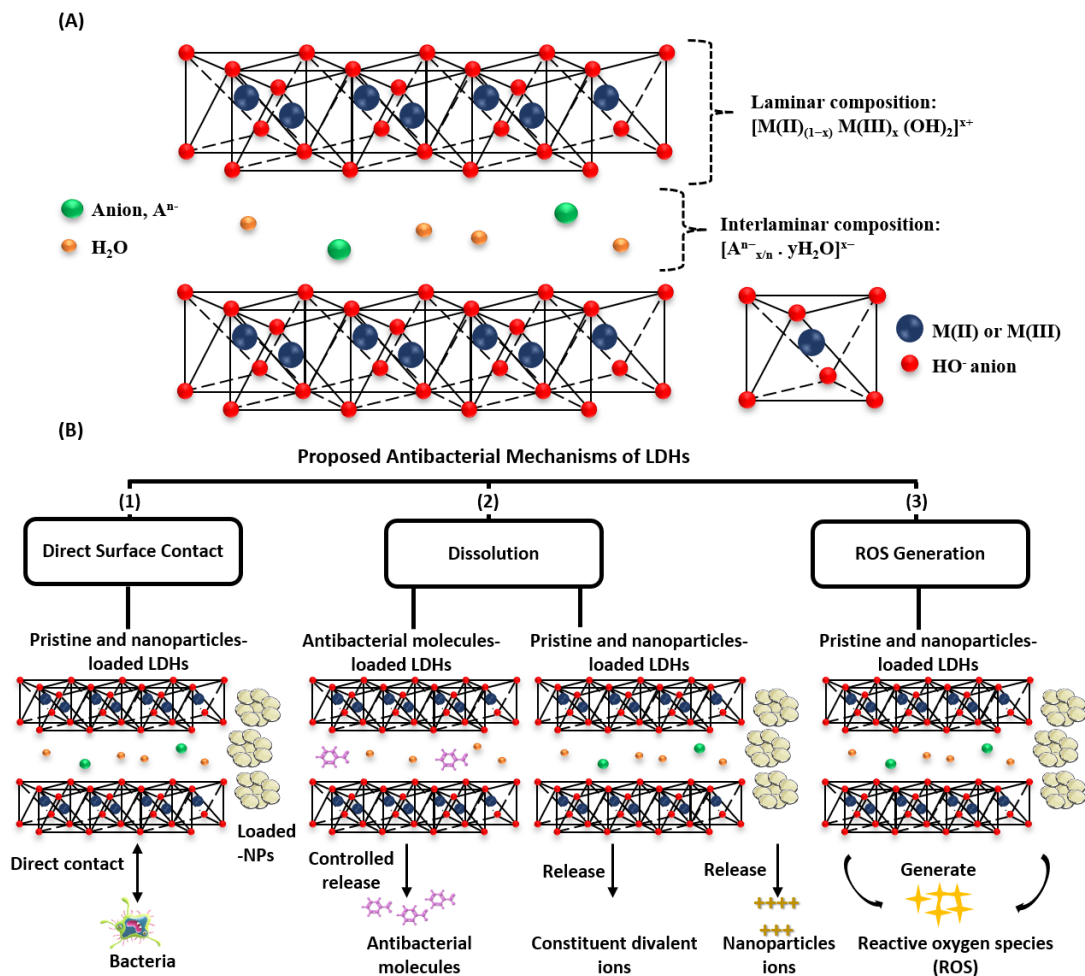 (A)
Laminar composition:
[M(II)₍₁₋ₓ₎ M(III)ₓ (OH)₂]ˣ⁺
Anion, Aⁿ⁻
H₂O
Interlaminar composition:
[Aⁿ⁻ₓ/ₙ . yH₂O]ˣ⁻
M(II) or M(III)
HO⁻ anion
(B)
Proposed Antibacterial Mechanisms of LDHs
(1)
(2)
(3)
Direct Surface Contact
Dissolution
ROS Generation
Pristine and nanoparticles-
loaded LDHs
Antibacterial molecules-
loaded LDHs
Pristine and nanoparticles-
loaded LDHs
Pristine and nanoparticles-
loaded LDHs
Loaded
-NPs
Direct contact
Bacteria
Controlled
release
Antibacterial
molecules
Release
Constituent divalent
ions
Release
Nanoparticles
ions
Generate
Reactive oxygen species
(ROS)